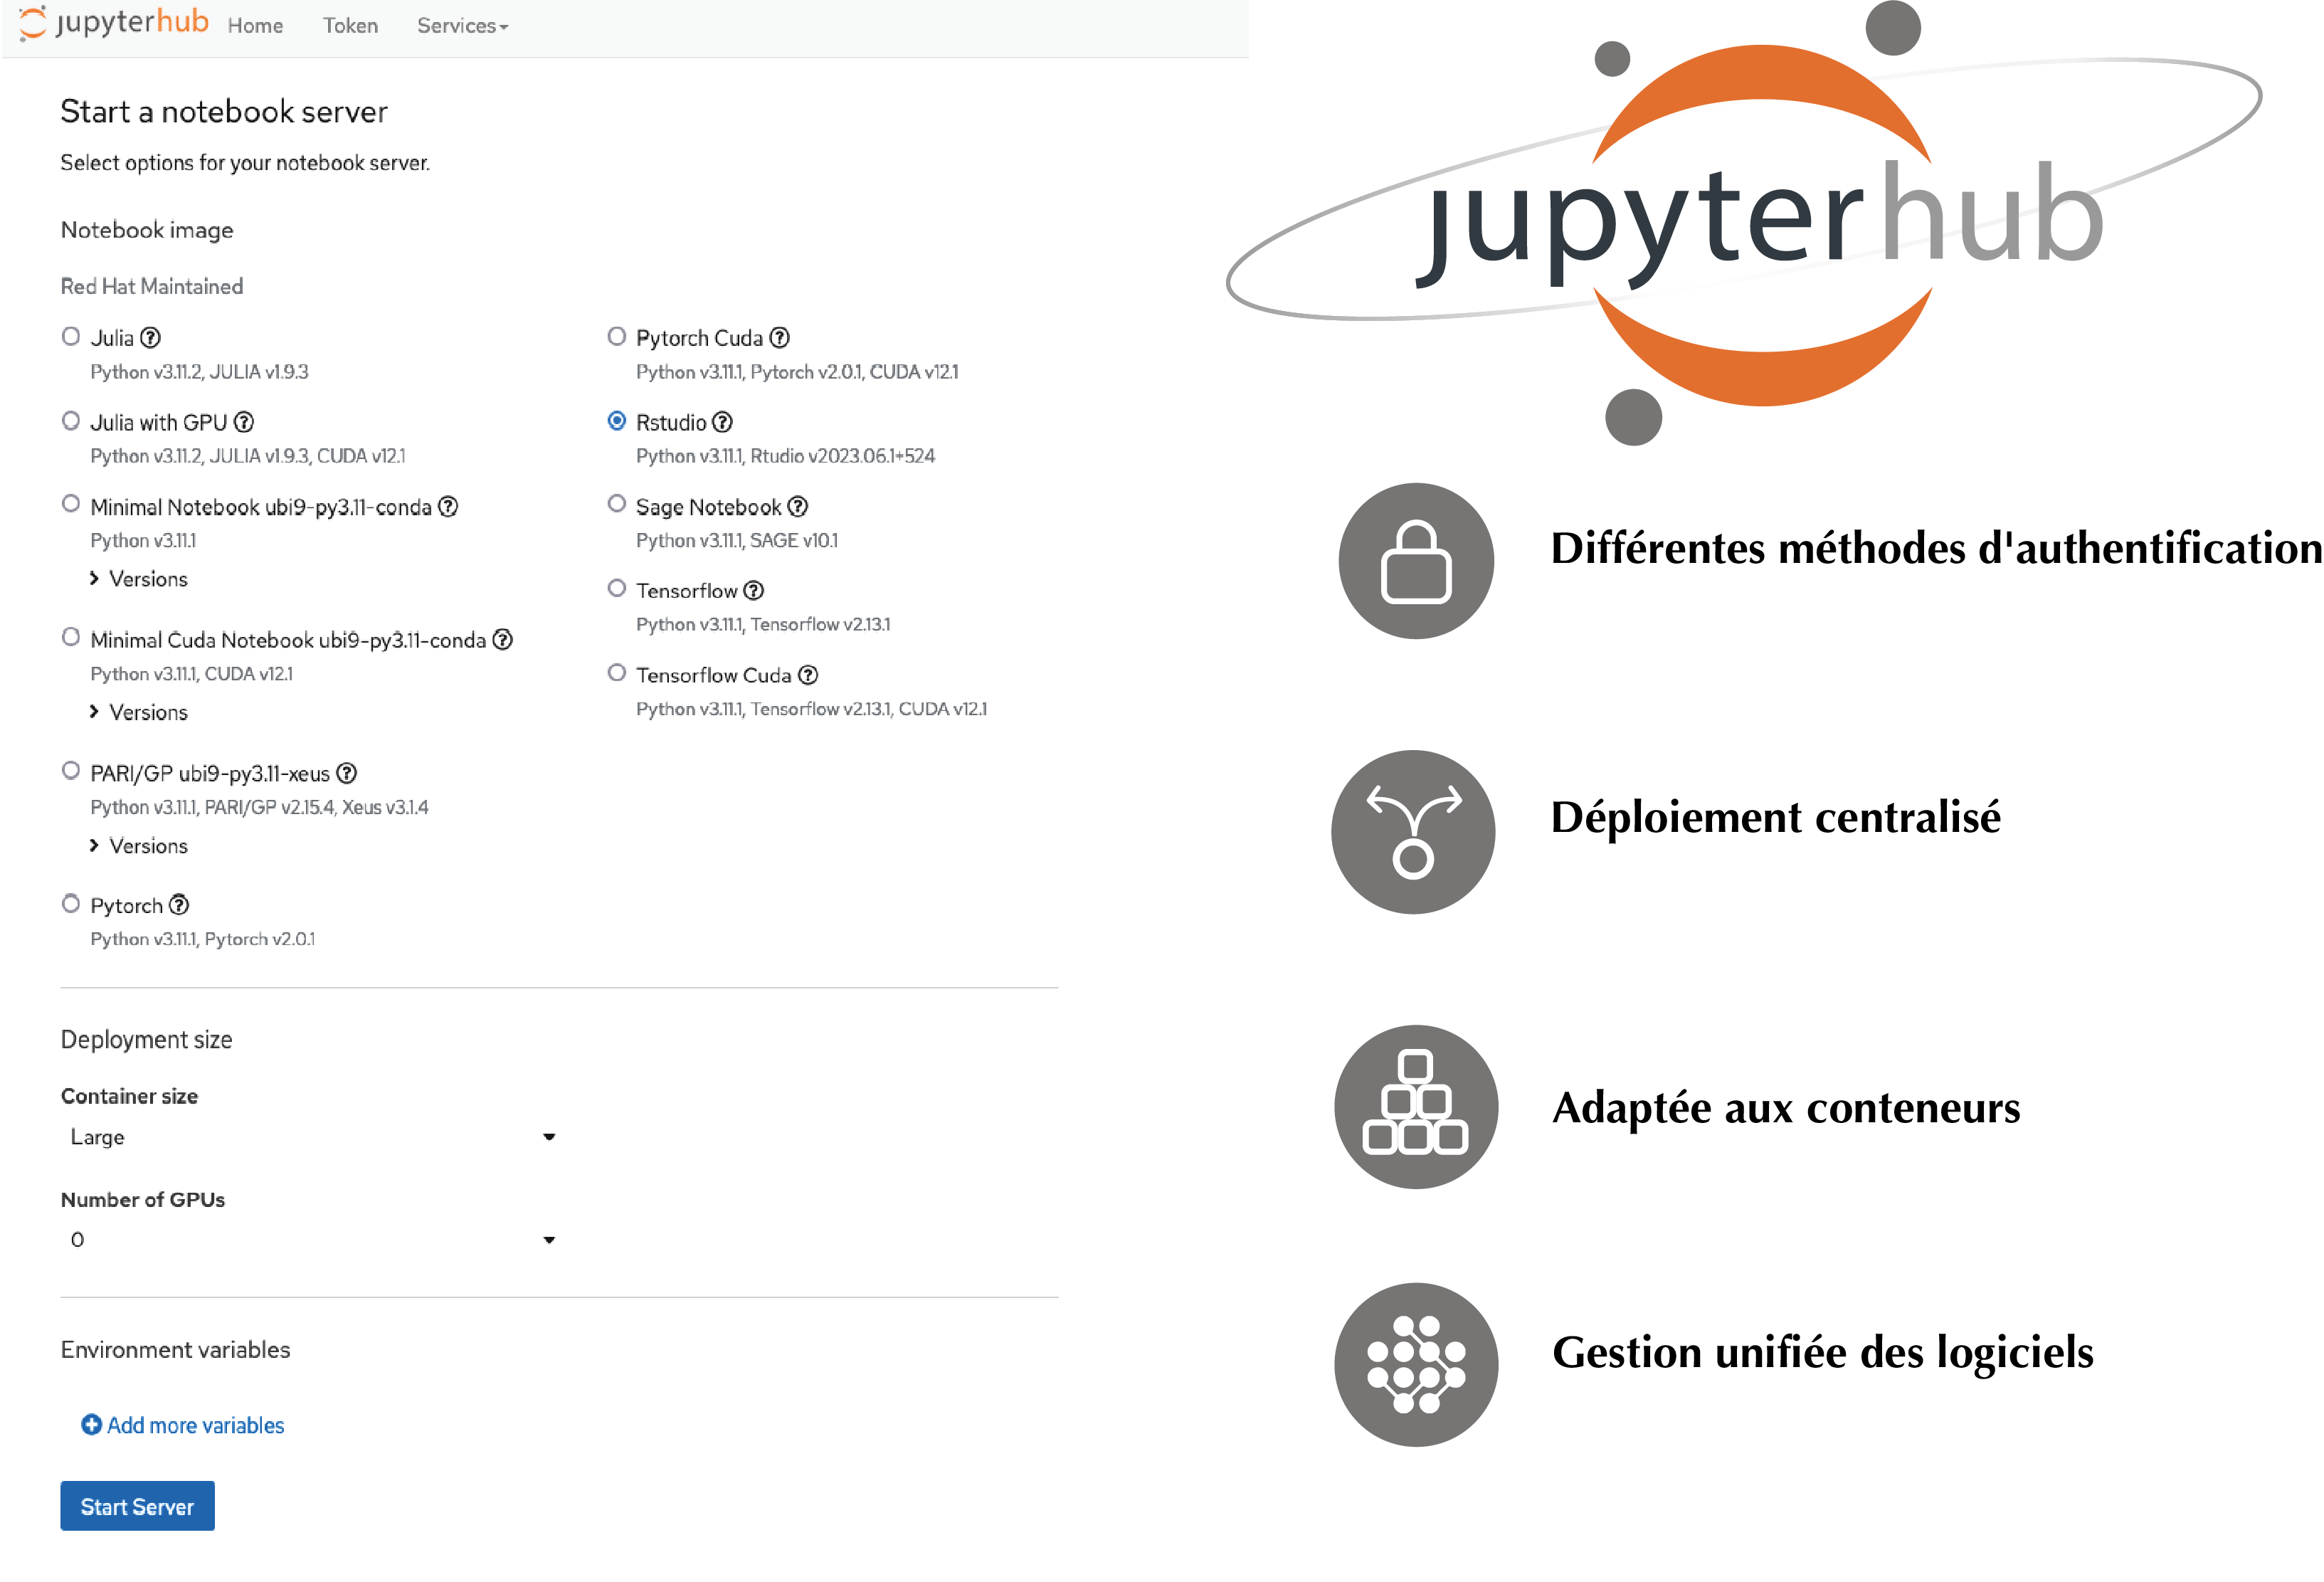 jupyterhub Home Token Services
Start a notebook server
Select options for your notebook server.
Notebook image
Red Hat Maintained
Julia
Python v3.11.2, JULIA v1.9.3
Julia with GPU
Python v3.11.2, JULIA v1.9.3, CUDA v12.1
Minimal Notebook ubi9-py3.11-conda
Python v3.11.1
Versions
Minimal Cuda Notebook ubi9-py3.11-conda
Python v3.11.1, CUDA v12.1
Versions
PARI/GP ubi9-py3.11-xeus
Python v3.11.1, PARI/GP v2.15.4, Xeus v3.1.4
Versions
Pytorch
Python v3.11.1, Pytorch v2.0.1
Pytorch Cuda
Python v3.11.1, Pytorch v2.0.1, CUDA v12.1
Rstudio
Python v3.11.1, Rtudio v2023.06.1+524
Sage Notebook
Python v3.11.1, SAGE v10.1
Tensorflow
Python v3.11.1, Tensorflow v2.13.1
Tensorflow Cuda
Python v3.11.1, Tensorflow v2.13.1, CUDA v12.1
Deployment size
Container size
Large
Number of GPUs
0
Environment variables
Add more variables
Start Server
jupyterhub
Différentes méthodes d'authentification
Déploiement centralisé
Adaptée aux conteneurs
Gestion unifiée des logiciels